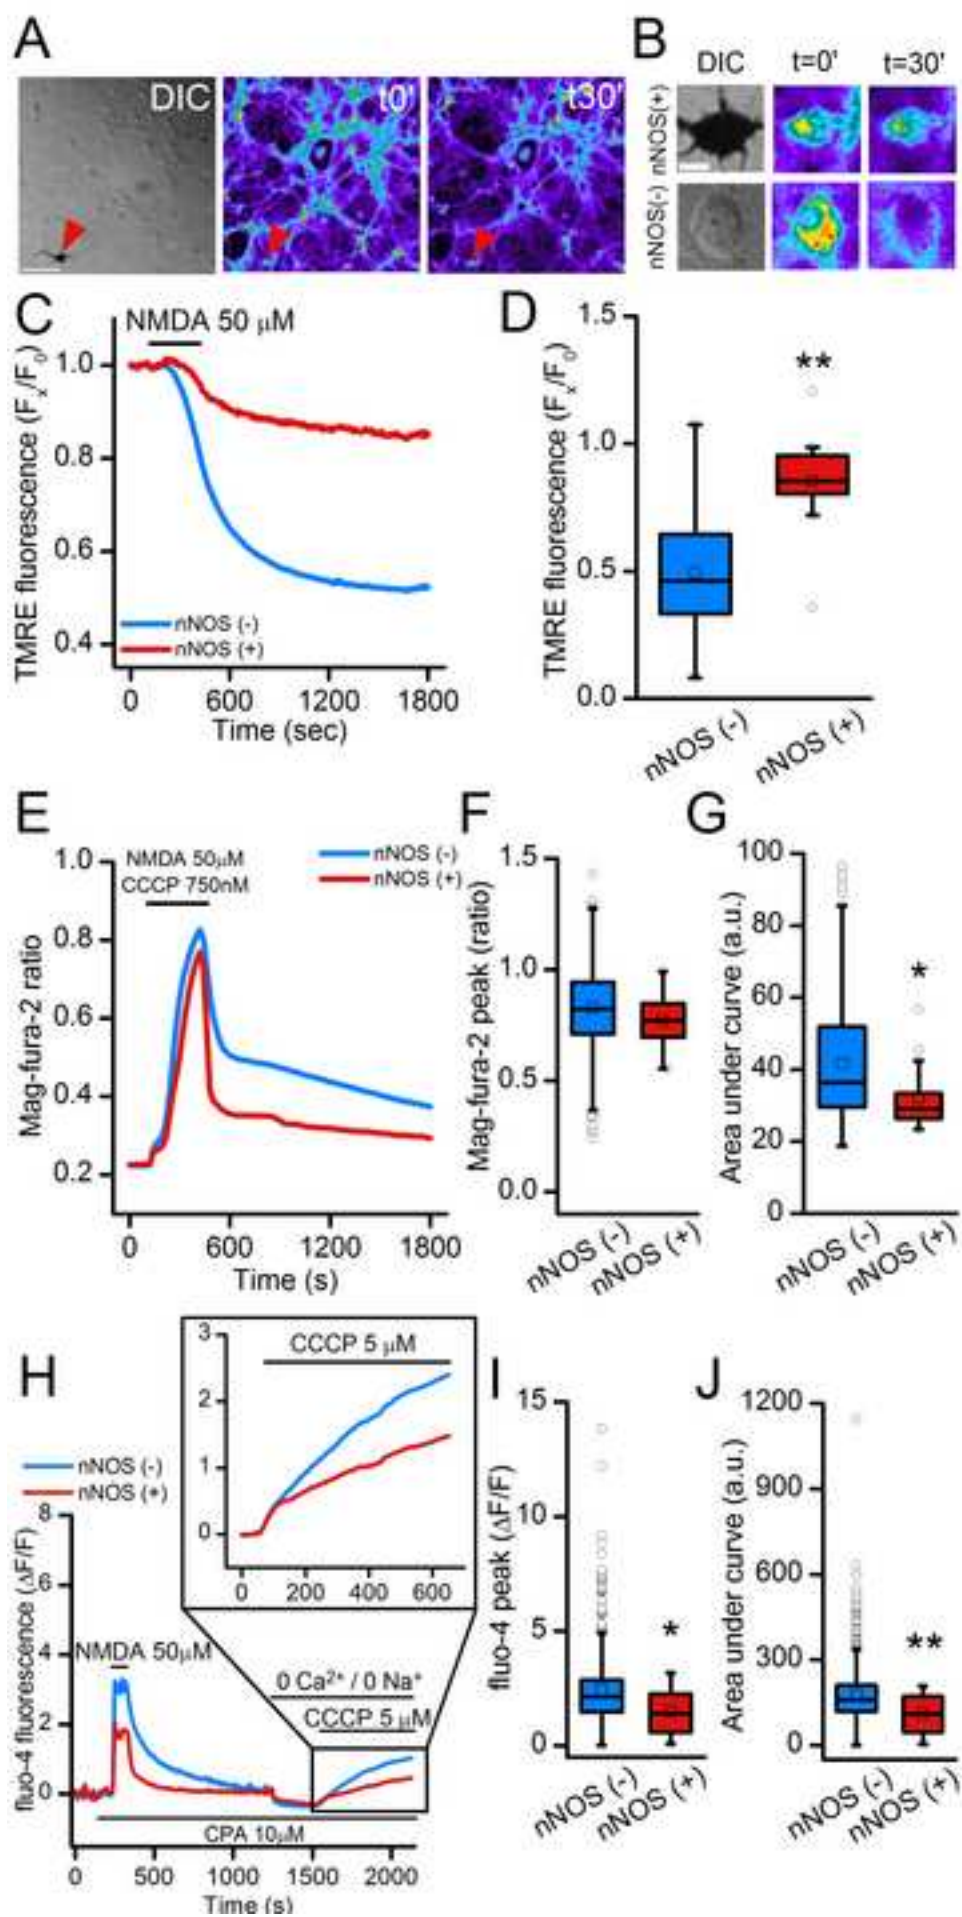 A
DIC
t0'
t30'
B
DIC
t=0'
t=30'
nNOS(+)
nNOS(-)
C
NMDA 50 μM
TMRE fluorescence (Fx/F0)
1.0
0.8
0.6
0.4
nNOS (-)
nNOS (+)
0
600
1200
1800
Time (sec)
D
TMRE fluorescence (Fx/F0)
1.5
1.0
0.5
0.0
**
nNOS (-)
nNOS (+)
E
NMDA 50μM
CCCP 750nM
nNOS (-)
nNOS (+)
Mag-fura-2 ratio
1.0
0.8
0.6
0.4
0.2
0
600
1200
1800
Time (s)
F
Mag-fura-2 peak (ratio)
1.5
1.0
0.5
0.0
nNOS (-)
nNOS (+)
G
Area under curve (a.u.)
100
80
60
40
20
0
*
nNOS (-)
nNOS (+)
H
nNOS (-)
nNOS (+)
CCCP 5 μM
3
2
1
0
0
200
400
600
fluo-4 fluorescence (ΔF/F)
8
6
4
2
0
NMDA 50μM
0 Ca²⁺ / 0 Na⁺
CCCP 5 μM
CPA 10μM
0
500
1000
1500
2000
Time (s)
I
fluo-4 peak (ΔF/F)
15
10
5
0
*
nNOS (-)
nNOS (+)
J
Area under curve (a.u.)
1200
900
600
300
0
**
nNOS (-)
nNOS (+)